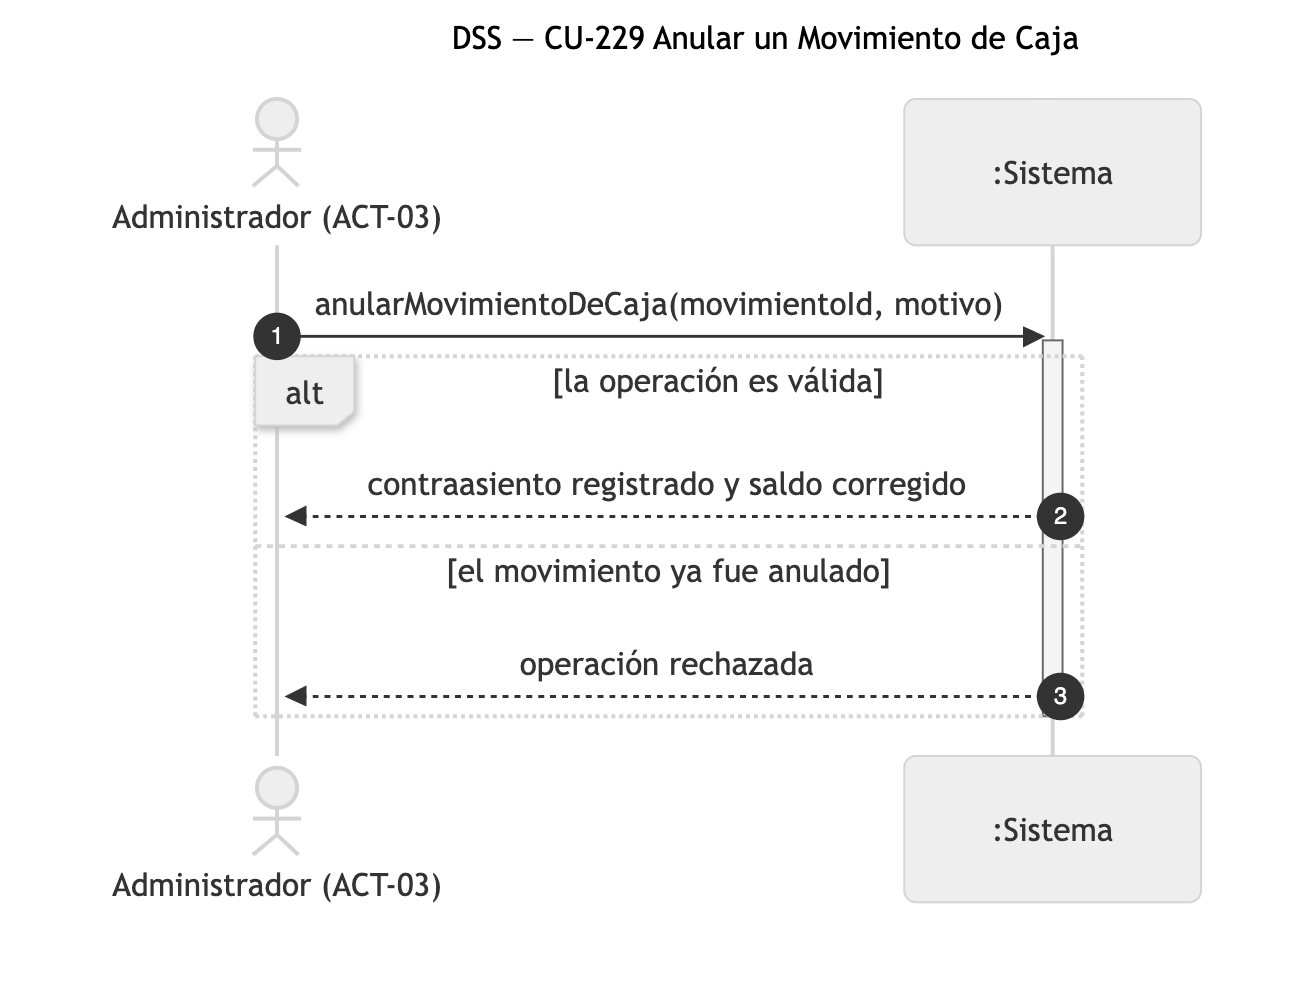 DSS — CU-229 Anular un Movimiento de Caja
Administrador (ACT-03)
:Sistema
anularMovimientoDeCaja(movimientoId, motivo)
1
alt
[la operación es válida]
contraasiento registrado y saldo corregido
2
[el movimiento ya fue anulado]
operación rechazada
3
Administrador (ACT-03)
:Sistema